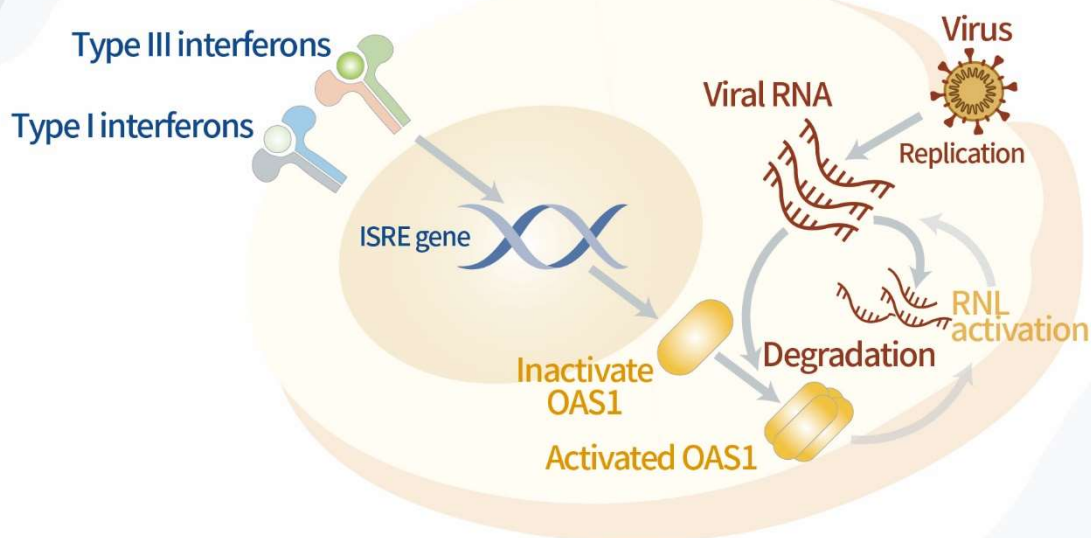 Type III interferons
Type I interferons
Virus
Viral RNA
Replication
ISRE gene
RNL
activation
Degradation
Inactivate
OAS1
Activated OAS1